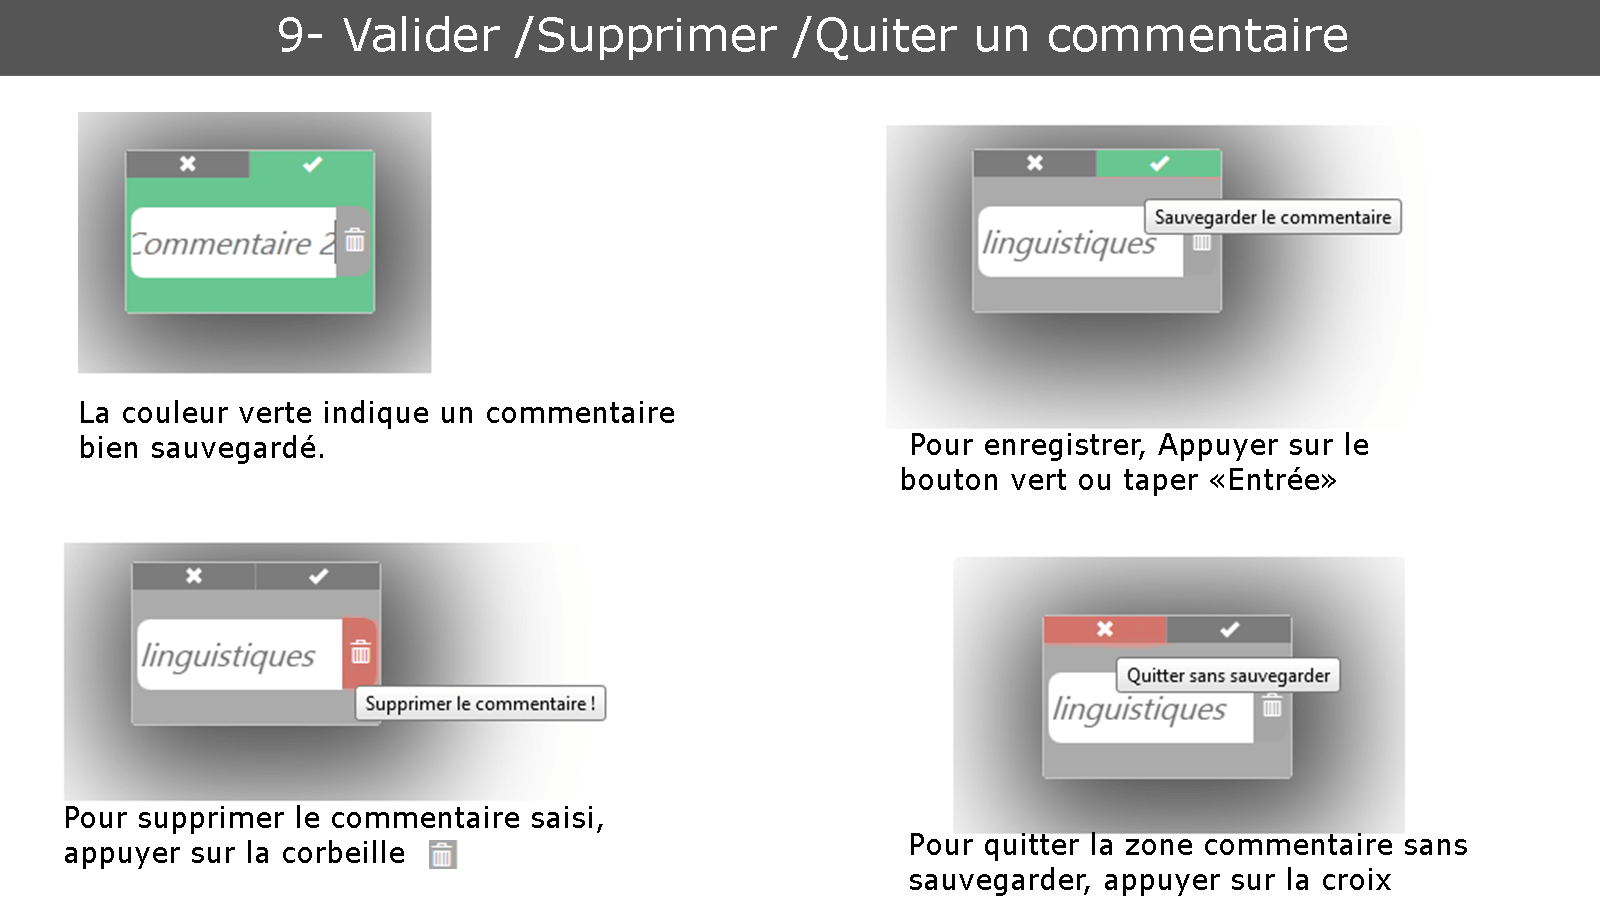 9- Valider /Supprimer /Quiter un commentaire
Commentaire 2
La couleur verte indique un commentaire
bien sauvegardé.
Sauvegarder le commentaire
linguistiques
Pour enregistrer, Appuyer sur le
bouton vert ou taper «Entrée»
linguistiques
Supprimer le commentaire !
Pour supprimer le commentaire saisi,
appuyer sur la corbeille
Quitter sans sauvegarder
linguistiques
Pour quitter la zone commentaire sans
sauvegarder, appuyer sur la croix